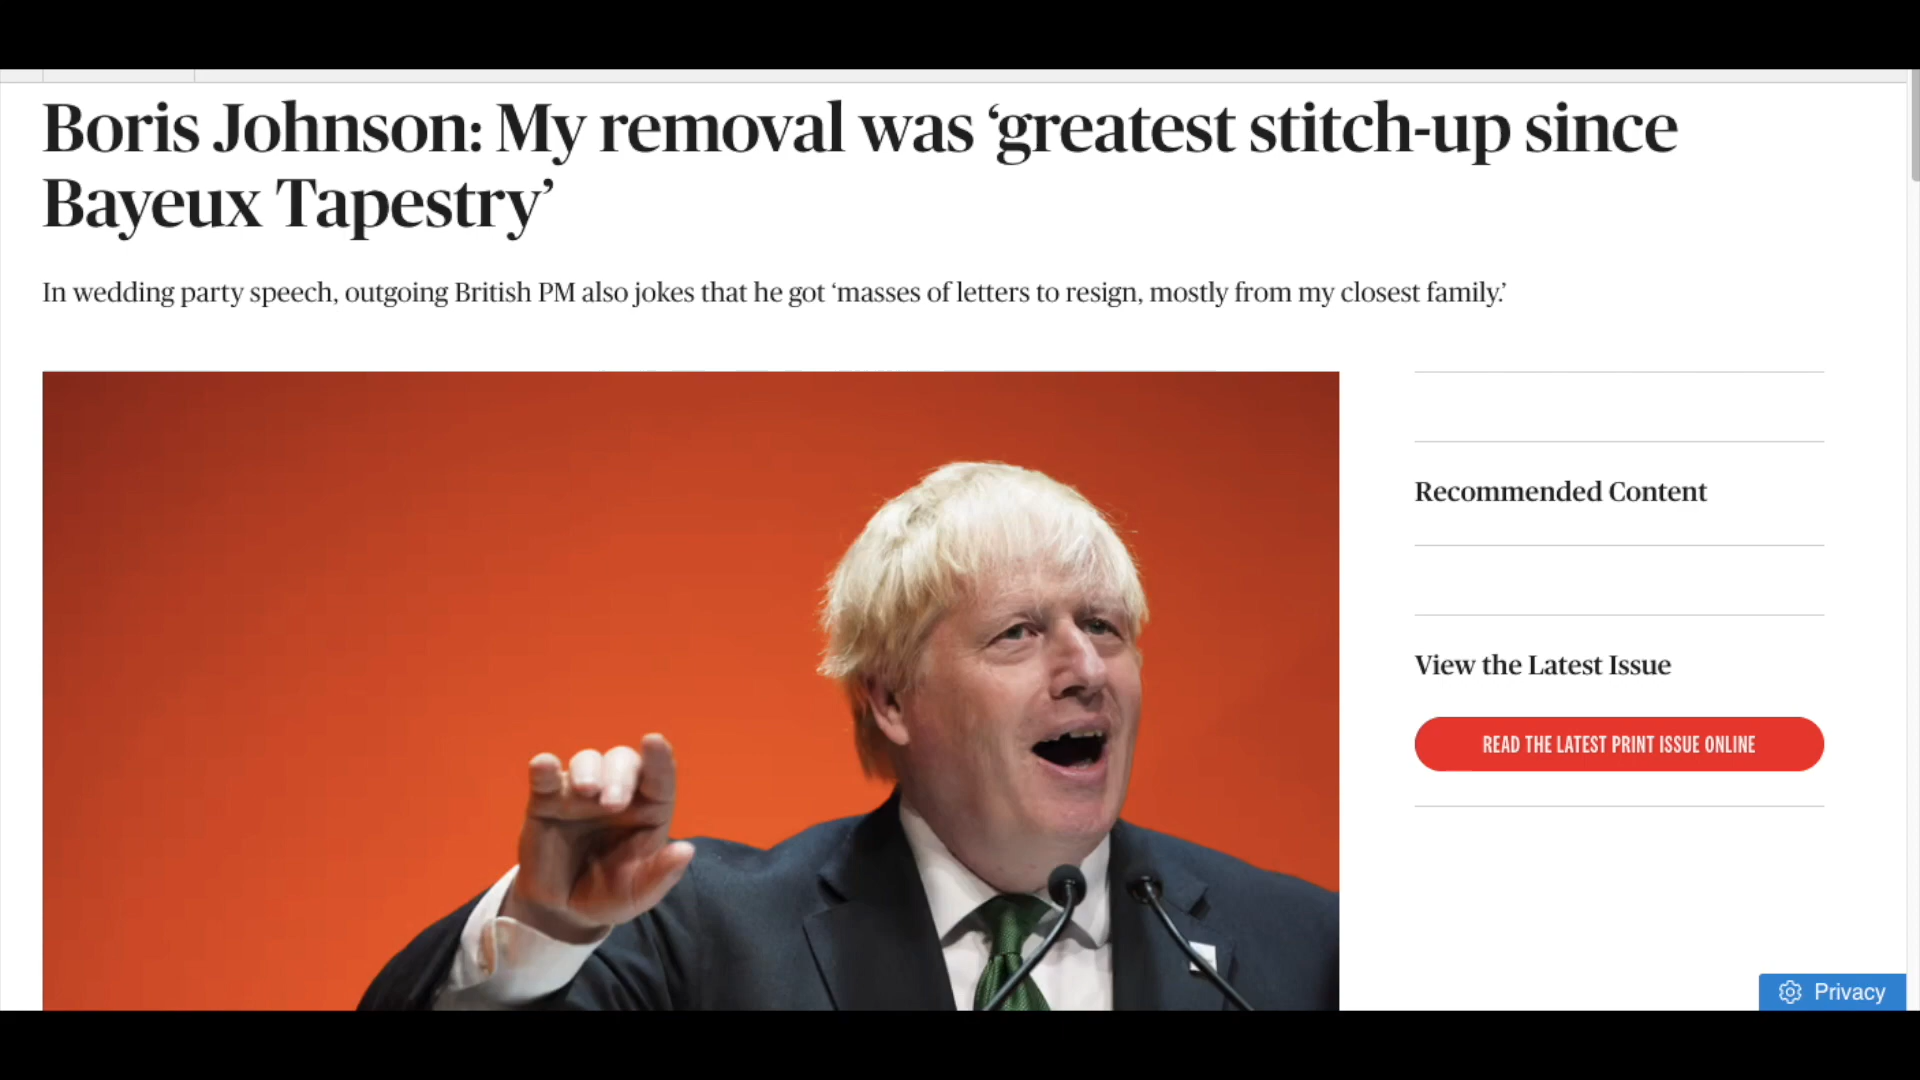 Boris Johnson: My removal was ‘greatest stitch-up since
Bayeux Tapestry’
In wedding party speech, outgoing British PM also jokes that he got ‘masses of letters to resign, mostly from my closest family.’
Recommended Content
View the Latest Issue
READ THE LATEST PRINT ISSUE ONLINE
Privacy